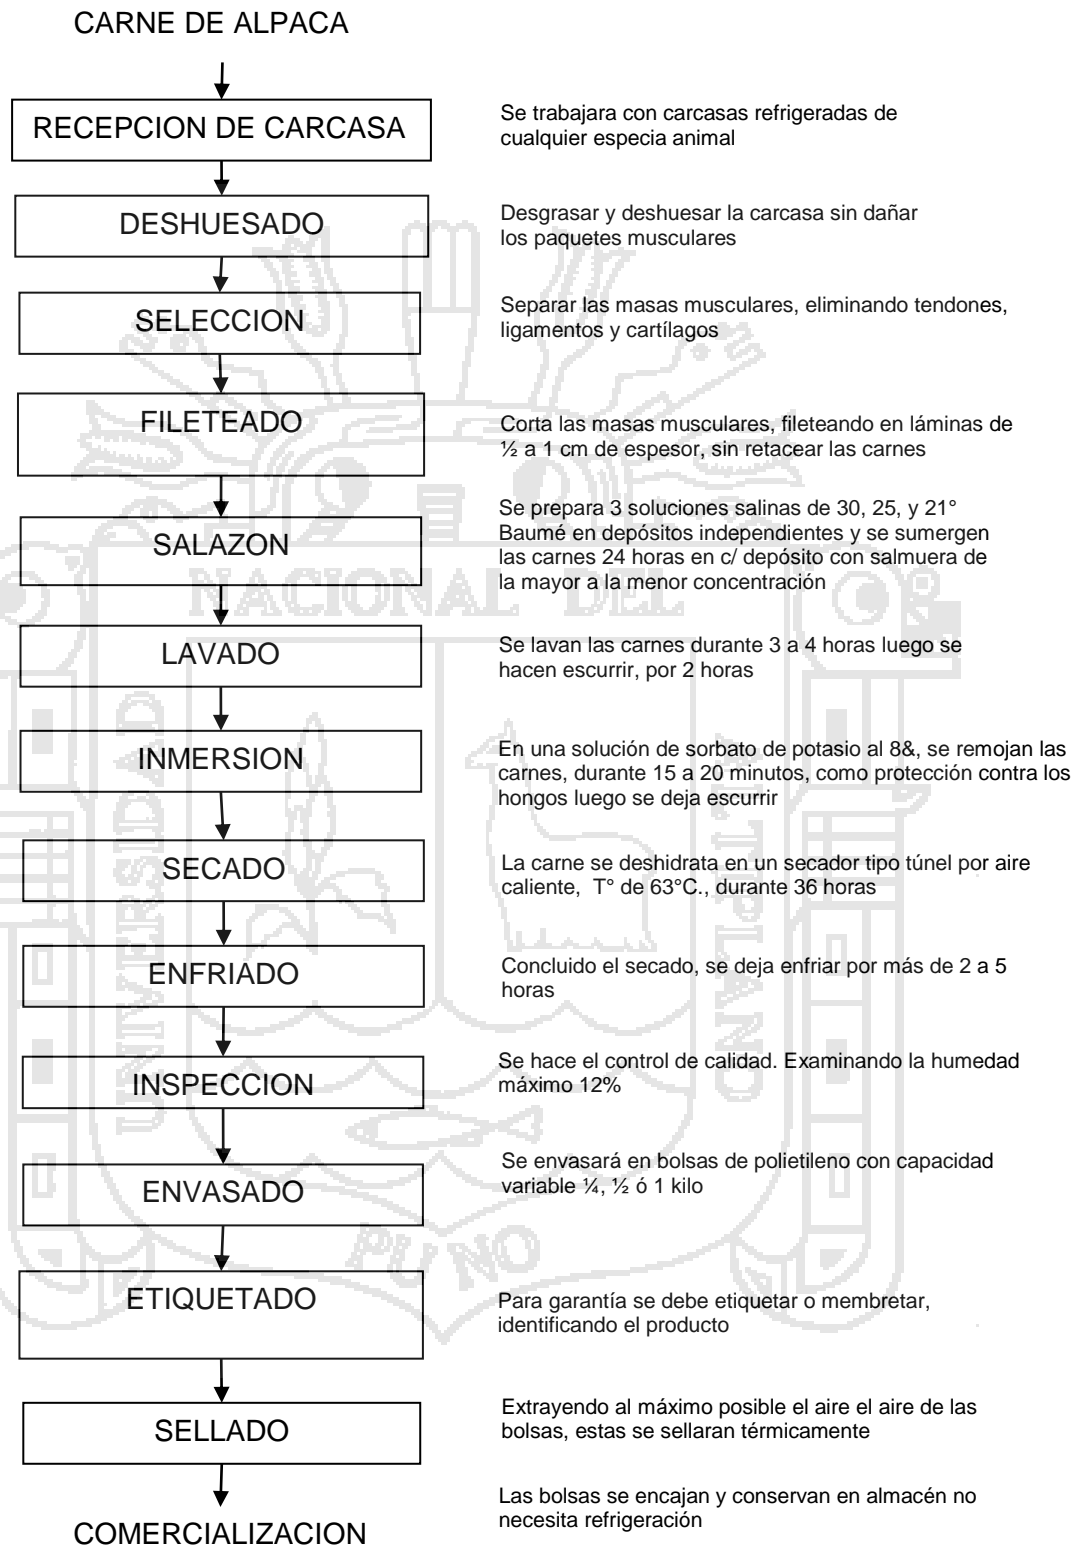 CARNE DE ALPACA
RECEPCION DE CARCASA
Se trabajara con carcasas refrigeradas de
cualquier especia animal
DESHUESADO
Desgrasar y deshuesar la carcasa sin dañar
los paquetes musculares
SELECCION
Separar las masas musculares, eliminando tendones,
ligamentos y cartílagos
FILETEADO
Corta las masas musculares, fileteando en láminas de
½ a 1 cm de espesor, sin retacear las carnes
SALAZON
Se prepara 3 soluciones salinas de 30, 25, y 21°
Baumé en depósitos independientes y se sumergen
las carnes 24 horas en c/ depósito con salmuera de
la mayor a la menor concentración
NACIONAL DEL
LAVADO
Se lavan las carnes durante 3 a 4 horas luego se
hacen escurrir, por 2 horas
UNIVERSIDAD
ALTIPLANO
INMERSION
En una solución de sorbato de potasio al 8&, se remojan las
carnes, durante 15 a 20 minutos, como protección contra los
hongos luego se deja escurrir
SECADO
La carne se deshidrata en un secador tipo túnel por aire
caliente, T° de 63°C., durante 36 horas
ENFRIADO
Concluido el secado, se deja enfriar por más de 2 a 5
horas
INSPECCION
Se hace el control de calidad. Examinando la humedad
máximo 12%
ENVASADO
Se envasará en bolsas de polietileno con capacidad
variable ¼, ½ ó 1 kilo
PUNO
ETIQUETADO
Para garantía se debe etiquetar o membretar,
identificando el producto
SELLADO
Extrayendo al máximo posible el aire el aire de las
bolsas, estas se sellaran térmicamente
Las bolsas se encajan y conservan en almacén no
necesita refrigeración
COMERCIALIZACION